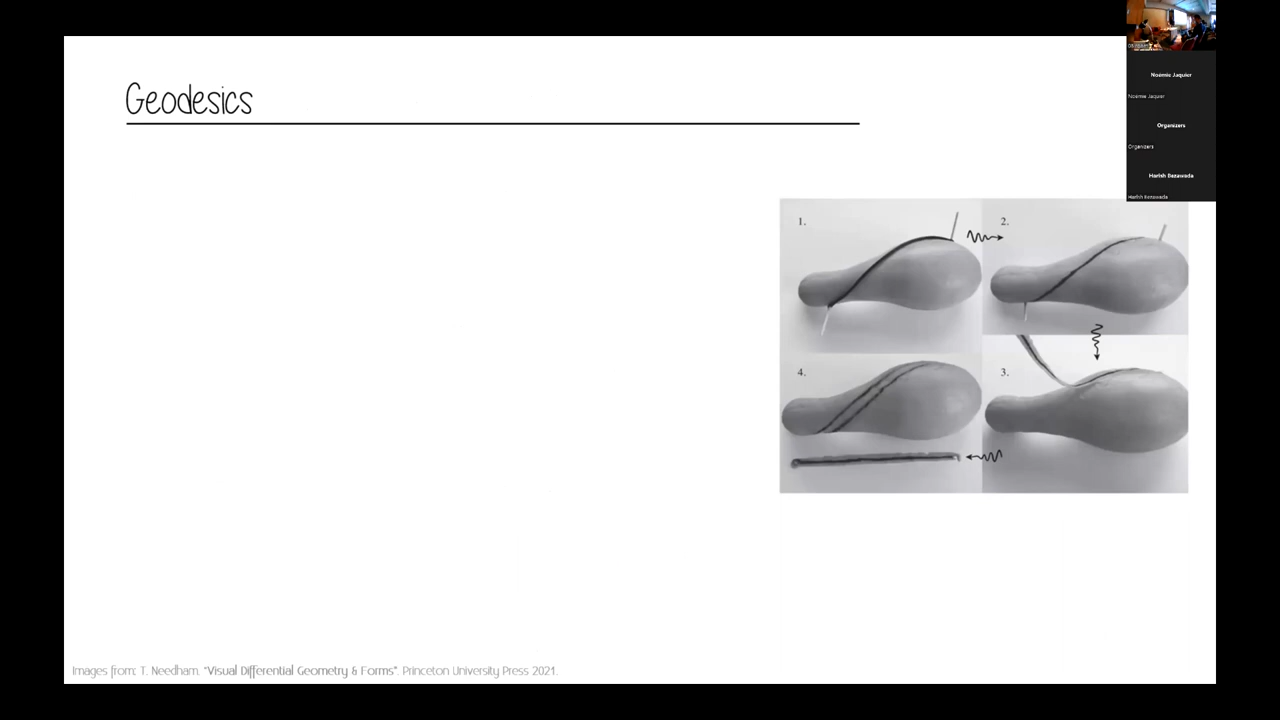 Geodesics
Noémie Jaquier
Noémie Jaquier
Organizers
Organizers
Harish Bezawada
Harish Bezawada
1.
2.
4.
3.
Images from: T. Needham. "Visual Differential Geometry & Forms". Princeton University Press 2021.